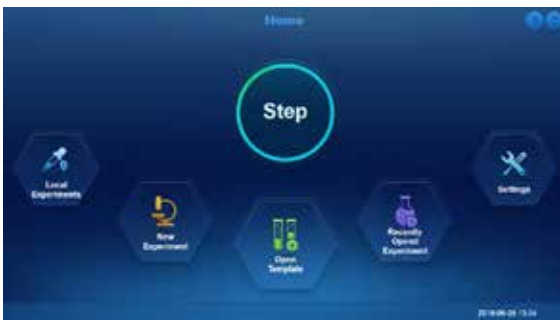 Home
Step
Local
Experiments
New
Experiment
Open
Template
Recently
Opened
Experiment
Settings